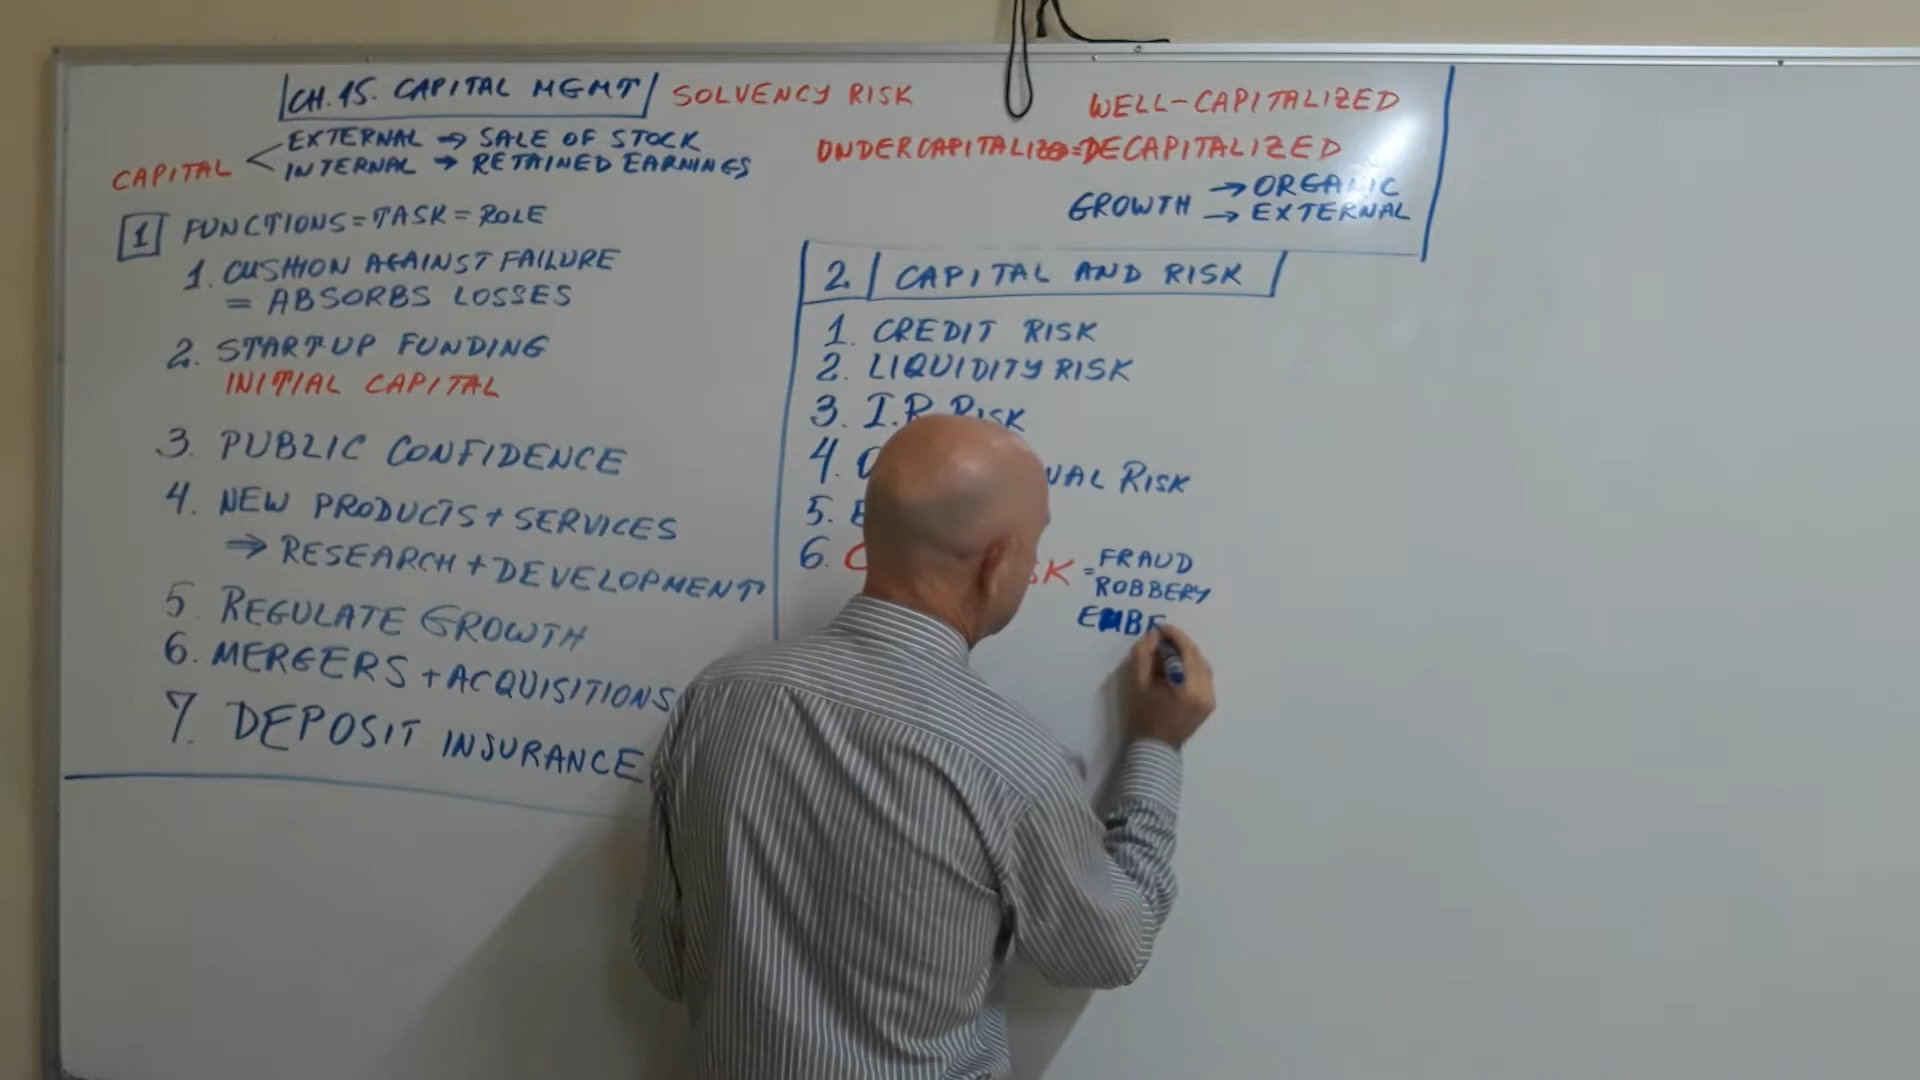 CH.15. CAPITAL MGMT SOLVENCY RISK
CAPITAL
EXTERNAL → SALE OF STOCK
INTERNAL → RETAINED EARNINGS
WELL-CAPITALIZED
UNDERCAPITALIZED=DECAPITALIZED
GROWTH → ORGANIC
→ EXTERNAL
1 FUNCTIONS=TASK=ROLE
1. CUSHION AGAINST FAILURE
= ABSORBS LOSSES
2. START-UP FUNDING
INITIAL CAPITAL
3. PUBLIC CONFIDENCE
4. NEW PRODUCTS+SERVICES
⇒ RESEARCH+DEVELOPMENT
5. REGULATE GROWTH
6. MERGERS+ACQUISITIONS
7. DEPOSIT INSURANCE
2. CAPITAL AND RISK
1. CREDIT RISK
2. LIQUIDITY RISK
3. I.R RISK
4. RISK
5.
6. = FRAUD
ROBBERY
EMBE